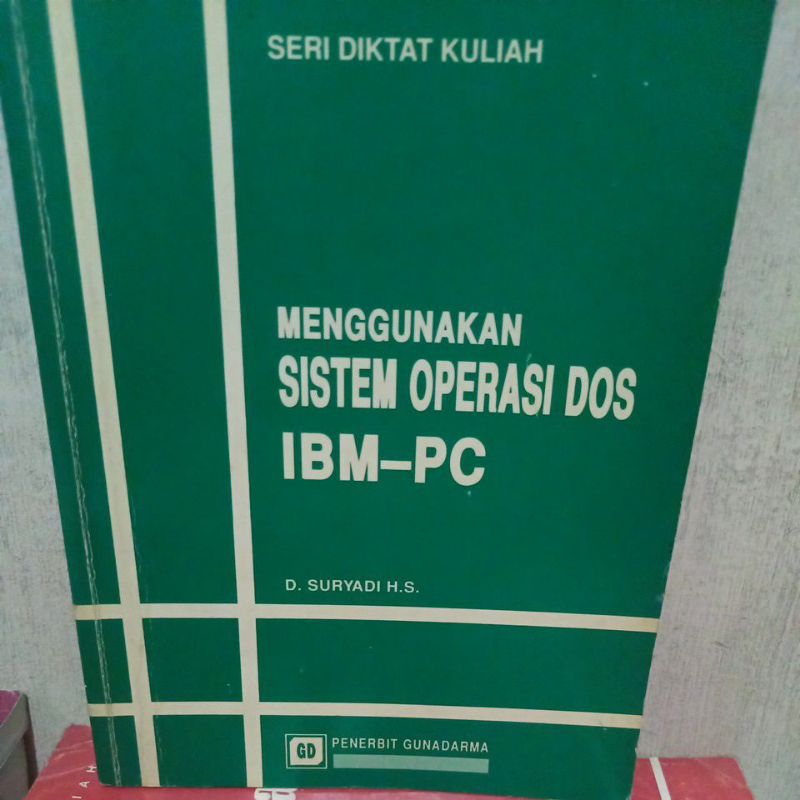 SERI DIKTAT KULIAH
MENGGUNAKAN
SISTEM OPERASI DOS
IBM-PC
D. SURYADI H.S.
GD PENERBIT GUNADARMA